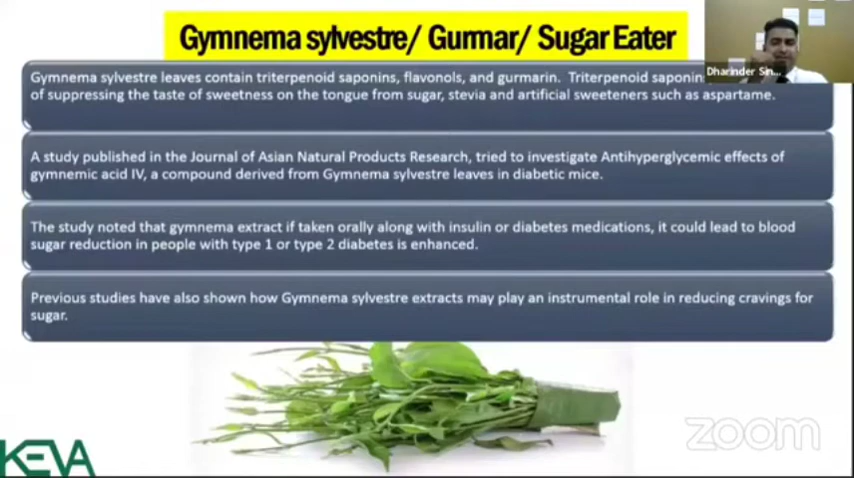 Gymnema sylvestre/ Gurmar/ Sugar Eater
Dharinder Sin...
Gymnema sylvestre leaves contain triterpenoid saponins, flavonols, and gurmarin. Triterpenoid saponin
of suppressing the taste of sweetness on the tongue from sugar, stevia and artificial sweeteners such as aspartame.
A study published in the Journal of Asian Natural Products Research, tried to investigate Antihyperglycemic effects of
gymnemic acid IV, a compound derived from Gymnema sylvestre leaves in diabetic mice.
The study noted that gymnema extract if taken orally along with insulin or diabetes medications, it could lead to blood
sugar reduction in people with type 1 or type 2 diabetes is enhanced.
Previous studies have also shown how Gymnema sylvestre extracts may play an instrumental role in reducing cravings for
sugar.
KEVA
zoom